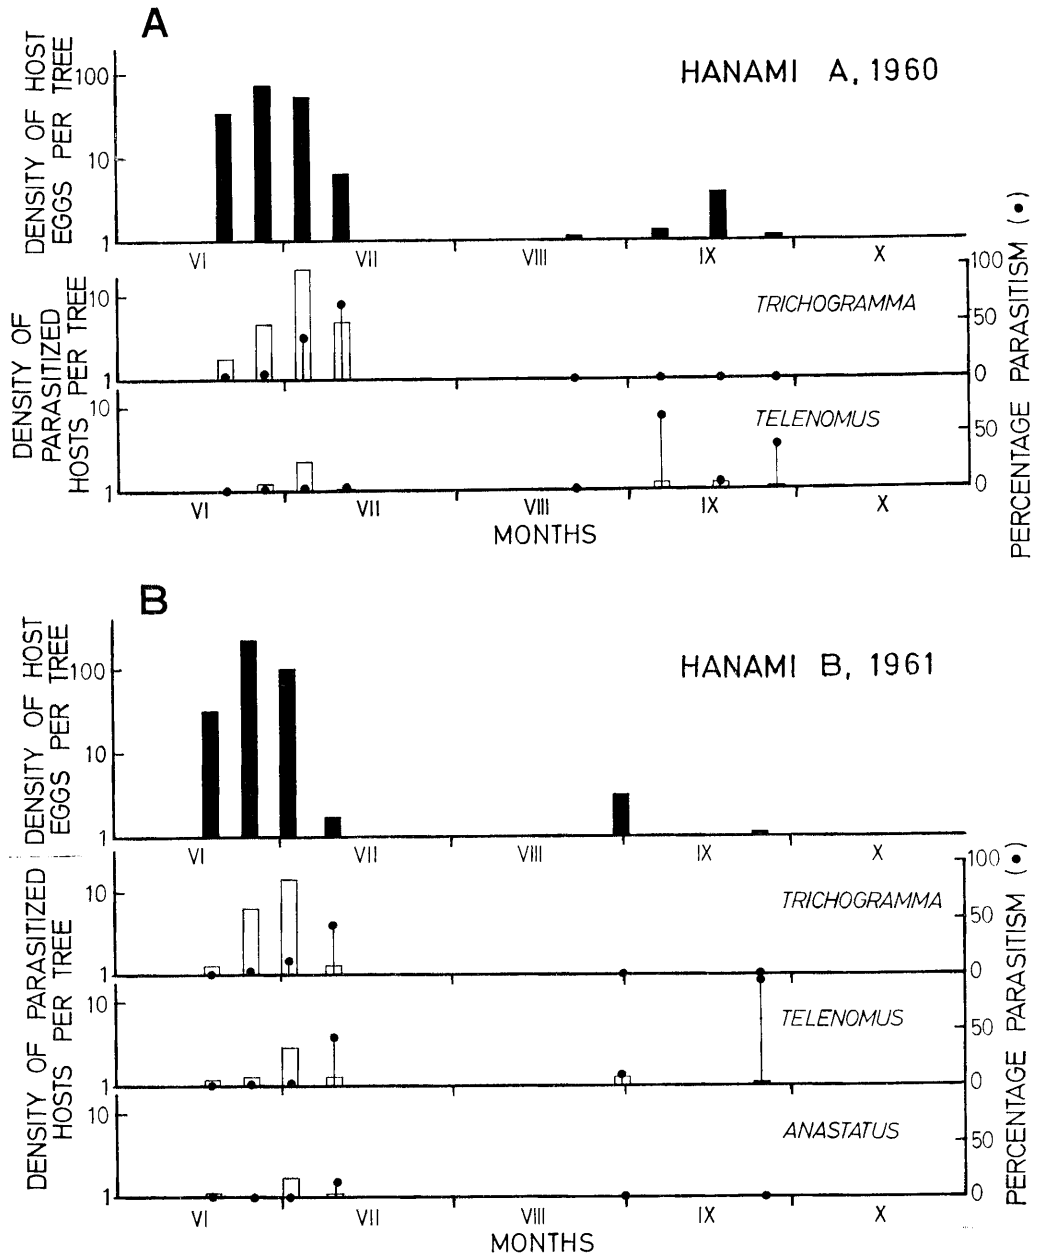 A
HANAMI A, 1960
DENSITY OF HOST
EGGS PER TREE
100
10
1
VI VII VIII IX X
DENSITY OF
PARASITIZED
HOSTS PER TREE
10
1
TRICHOGRAMMA
100
50
0
10
1
TELENOMUS
50
0
PERCENTAGE PARASITISM (•)
VI VII VIII IX X
MONTHS
B
HANAMI B, 1961
DENSITY OF HOST
EGGS PER TREE
100
10
1
VI VII VIII IX X
DENSITY OF PARASITIZED
HOSTS PER TREE
10
1
TRICHOGRAMMA
100
50
0
10
1
TELENOMUS
50
0
10
1
ANASTATUS
50
0
PERCENTAGE PARASITISM (•)
VI VII VIII IX X
MONTHS